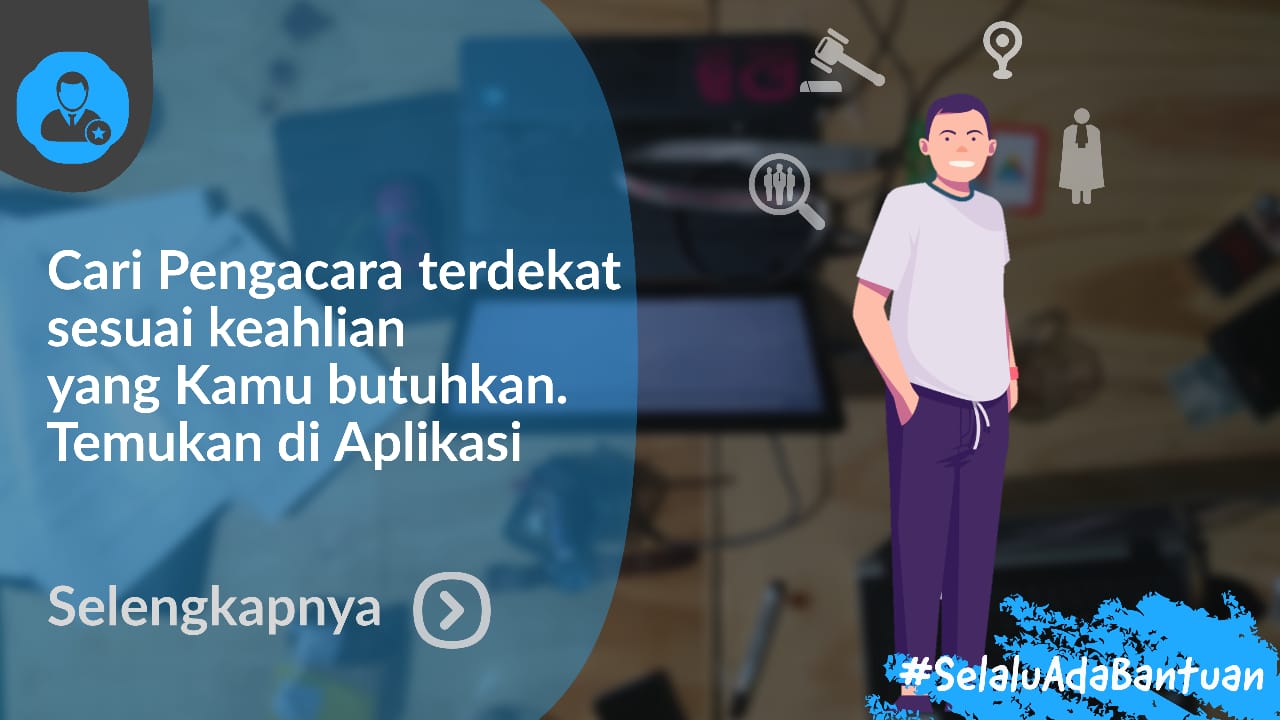 Cari Pengacara terdekat
sesuai keahlian
yang Kamu butuhkan.
Temukan di Aplikasi
Selengkapnya
#SelaluAdaBantuan